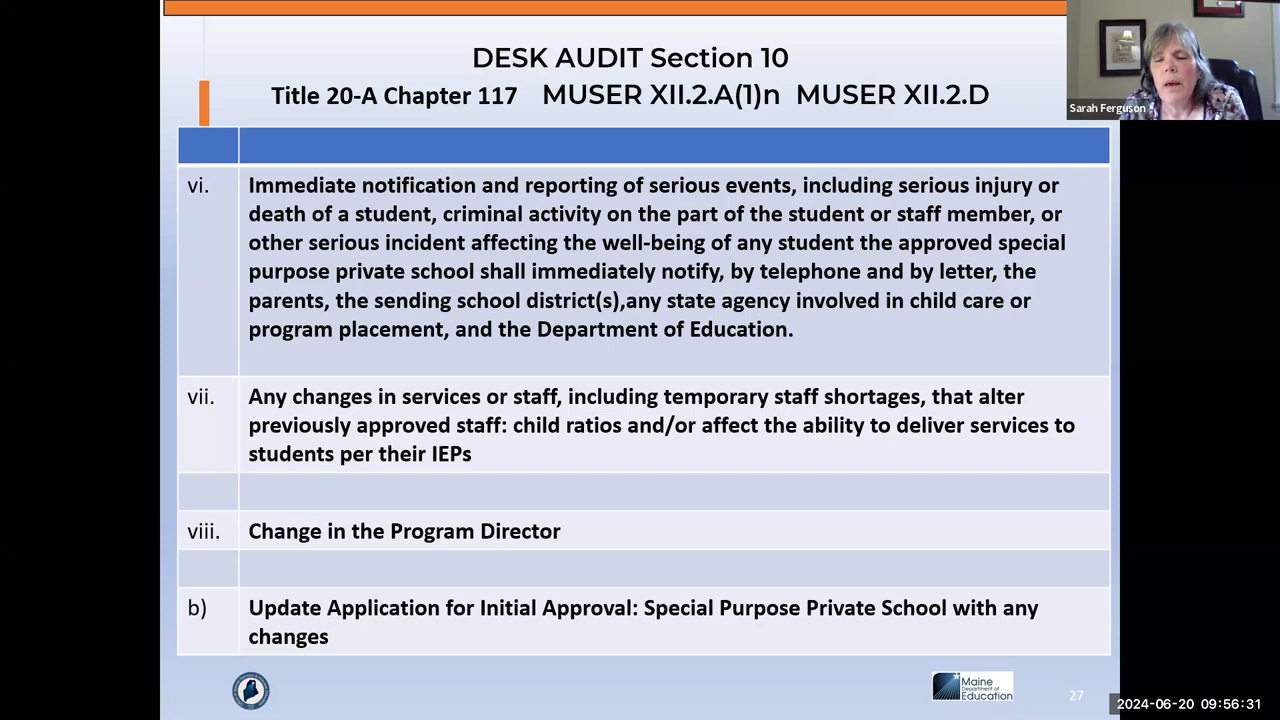 DESK AUDIT Section 10
Title 20-A Chapter 117 MUSER XII.2.A(1)n MUSER XII.2.D
Sarah Ferguson
vi. Immediate notification and reporting of serious events, including serious injury or
death of a student, criminal activity on the part of the student or staff member, or
other serious incident affecting the well-being of any student the approved special
purpose private school shall immediately notify, by telephone and by letter, the
parents, the sending school district(s),any state agency involved in child care or
program placement, and the Department of Education.
vii. Any changes in services or staff, including temporary staff shortages, that alter
previously approved staff: child ratios and/or affect the ability to deliver services to
students per their IEPs
viii. Change in the Program Director
b) Update Application for Initial Approval: Special Purpose Private School with any
changes
Maine
Department of
Education
27
2024-06-20 09:56:31